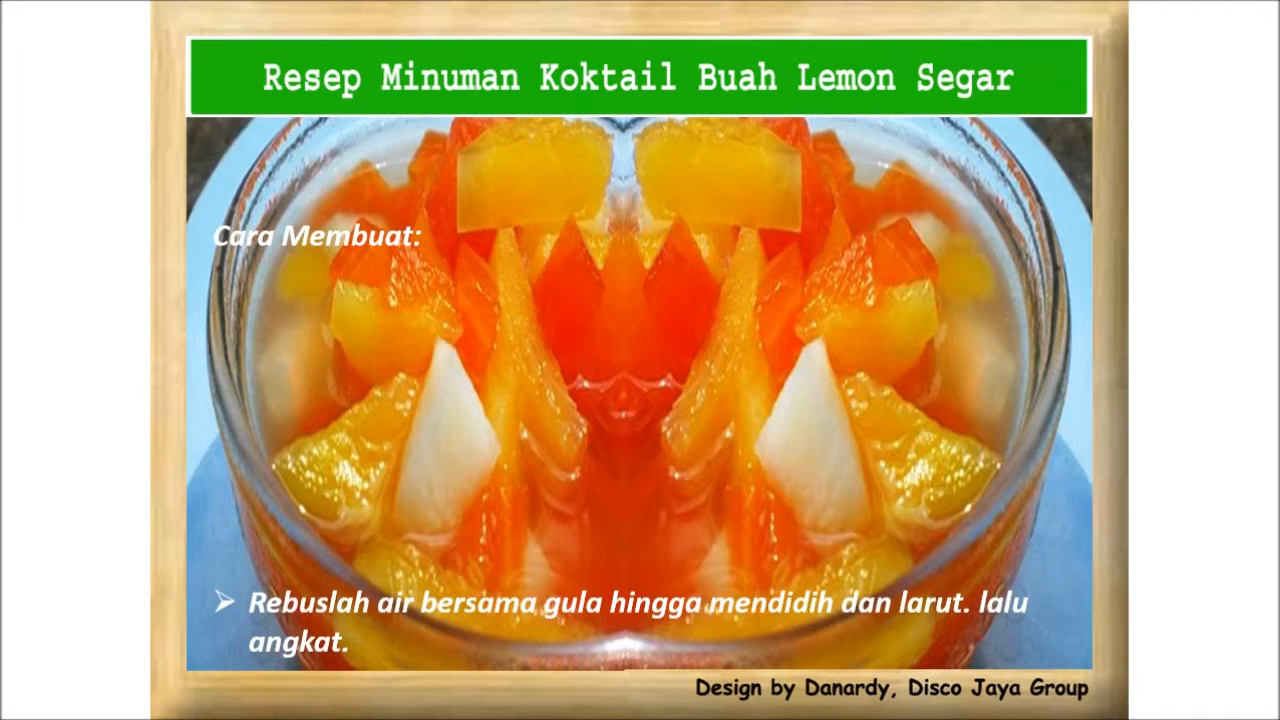 Resep Minuman Koktail Buah Lemon Segar
Cara Membuat:
Rebuslah air bersama gula hingga mendidih dan larut. lalu
angkat.
Design by Danardy, Disco Jaya Group